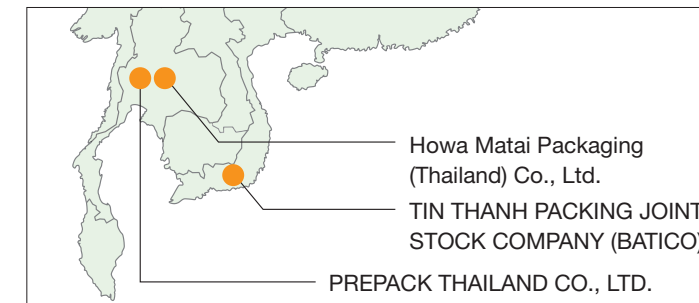 Howa Matai Packaging
(Thailand) Co., Ltd.
TIN THANH PACKING JOINT
STOCK COMPANY (BATICO)
PREPACK THAILAND CO., LTD.